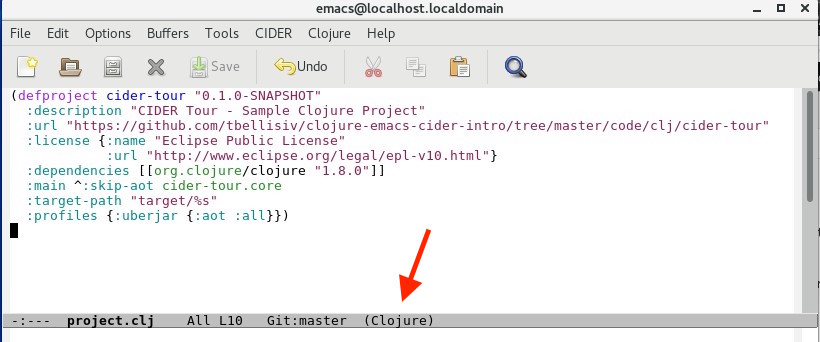 emacs@localhost.localdomain
File Edit Options Buffers Tools CIDER Clojure Help
Save Undo
(defproject cider-tour "0.1.0-SNAPSHOT"
  :description "CIDER Tour - Sample Clojure Project"
  :url "https://github.com/tbellisiv/clojure-emacs-cider-intro/tree/master/code/clj/cider-tour"
  :license {:name "Eclipse Public License"
            :url "http://www.eclipse.org/legal/epl-v10.html"}
  :dependencies [[org.clojure/clojure "1.8.0"]]
  :main ^:skip-aot cider-tour.core
  :target-path "target/%s"
  :profiles {:uberjar {:aot :all}})
-:--- project.clj All L10 Git:master (Clojure)